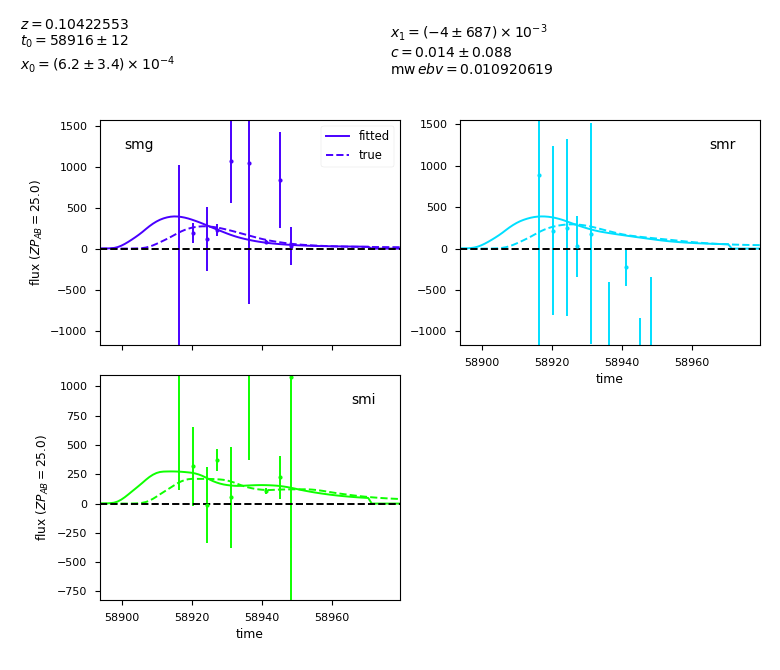 z = 0.10422553
t₀ = 58916 ± 12
x₀ = (6.2 ± 3.4) × 10⁻⁴
x₁ = (−4 ± 687) × 10⁻³
c = 0.014 ± 0.088
mw ebv = 0.010920619
1500
1000
500
0
−500
−1000
flux (ZP_AB = 25.0)
smg
fitted
true
1500
1000
500
0
−500
−1000
smr
58900
58920
58940
58960
time
1000
750
500
250
0
−250
−500
−750
flux (ZP_AB = 25.0)
smi
58900
58920
58940
58960
time